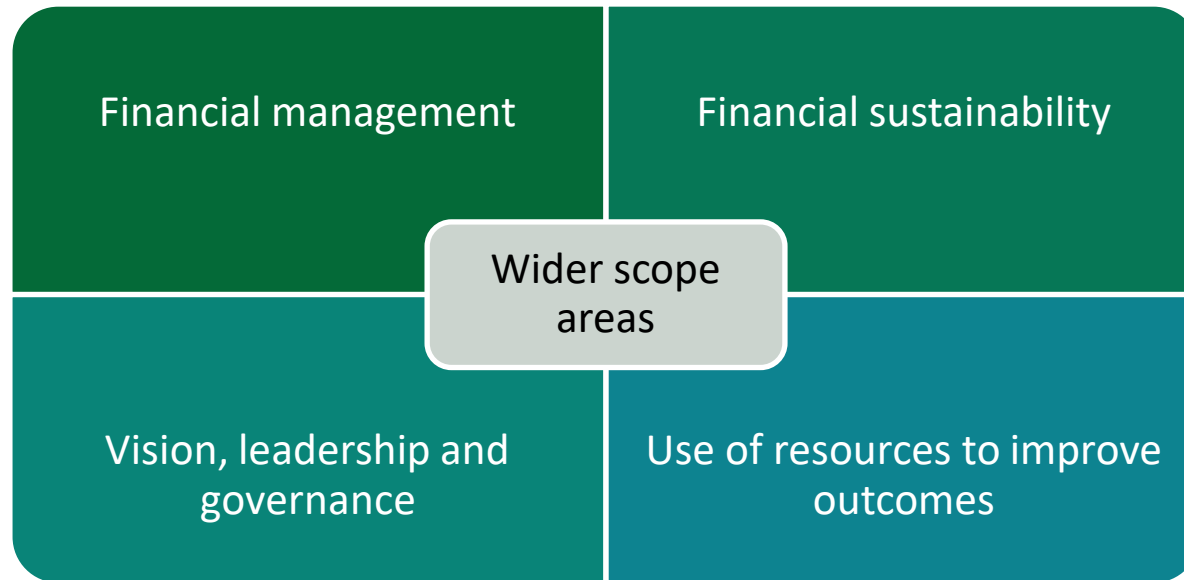 Financial management
Financial sustainability
Wider scope
areas
Vision, leadership and
governance
Use of resources to improve
outcomes